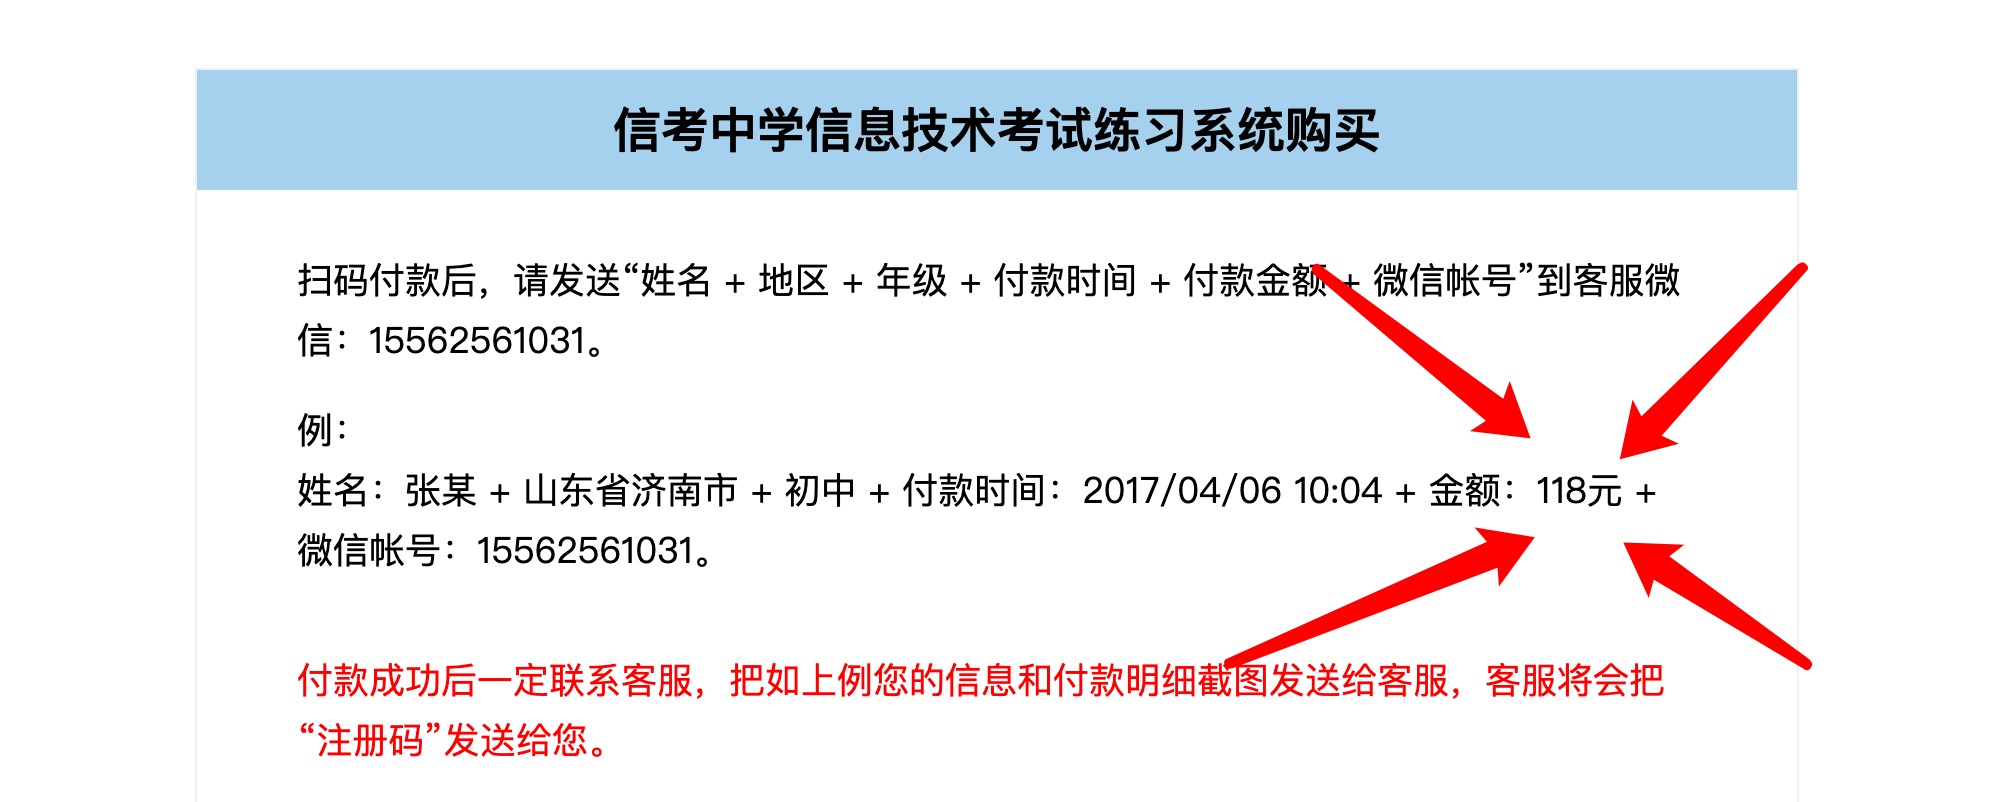 信考中学信息技术考试练习系统购买
扫码付款后，请发送“姓名 + 地区 + 年级 + 付款时间 + 付款金额 + 微信帐号”到客服微
信：15562561031。
例：
姓名：张某 + 山东省济南市 + 初中 + 付款时间：2017/04/06 10:04 + 金额：118元 +
微信帐号：15562561031。
付款成功后一定联系客服，把如上例您的信息和付款明细截图发送给客服，客服将会把
“注册码”发送给您。